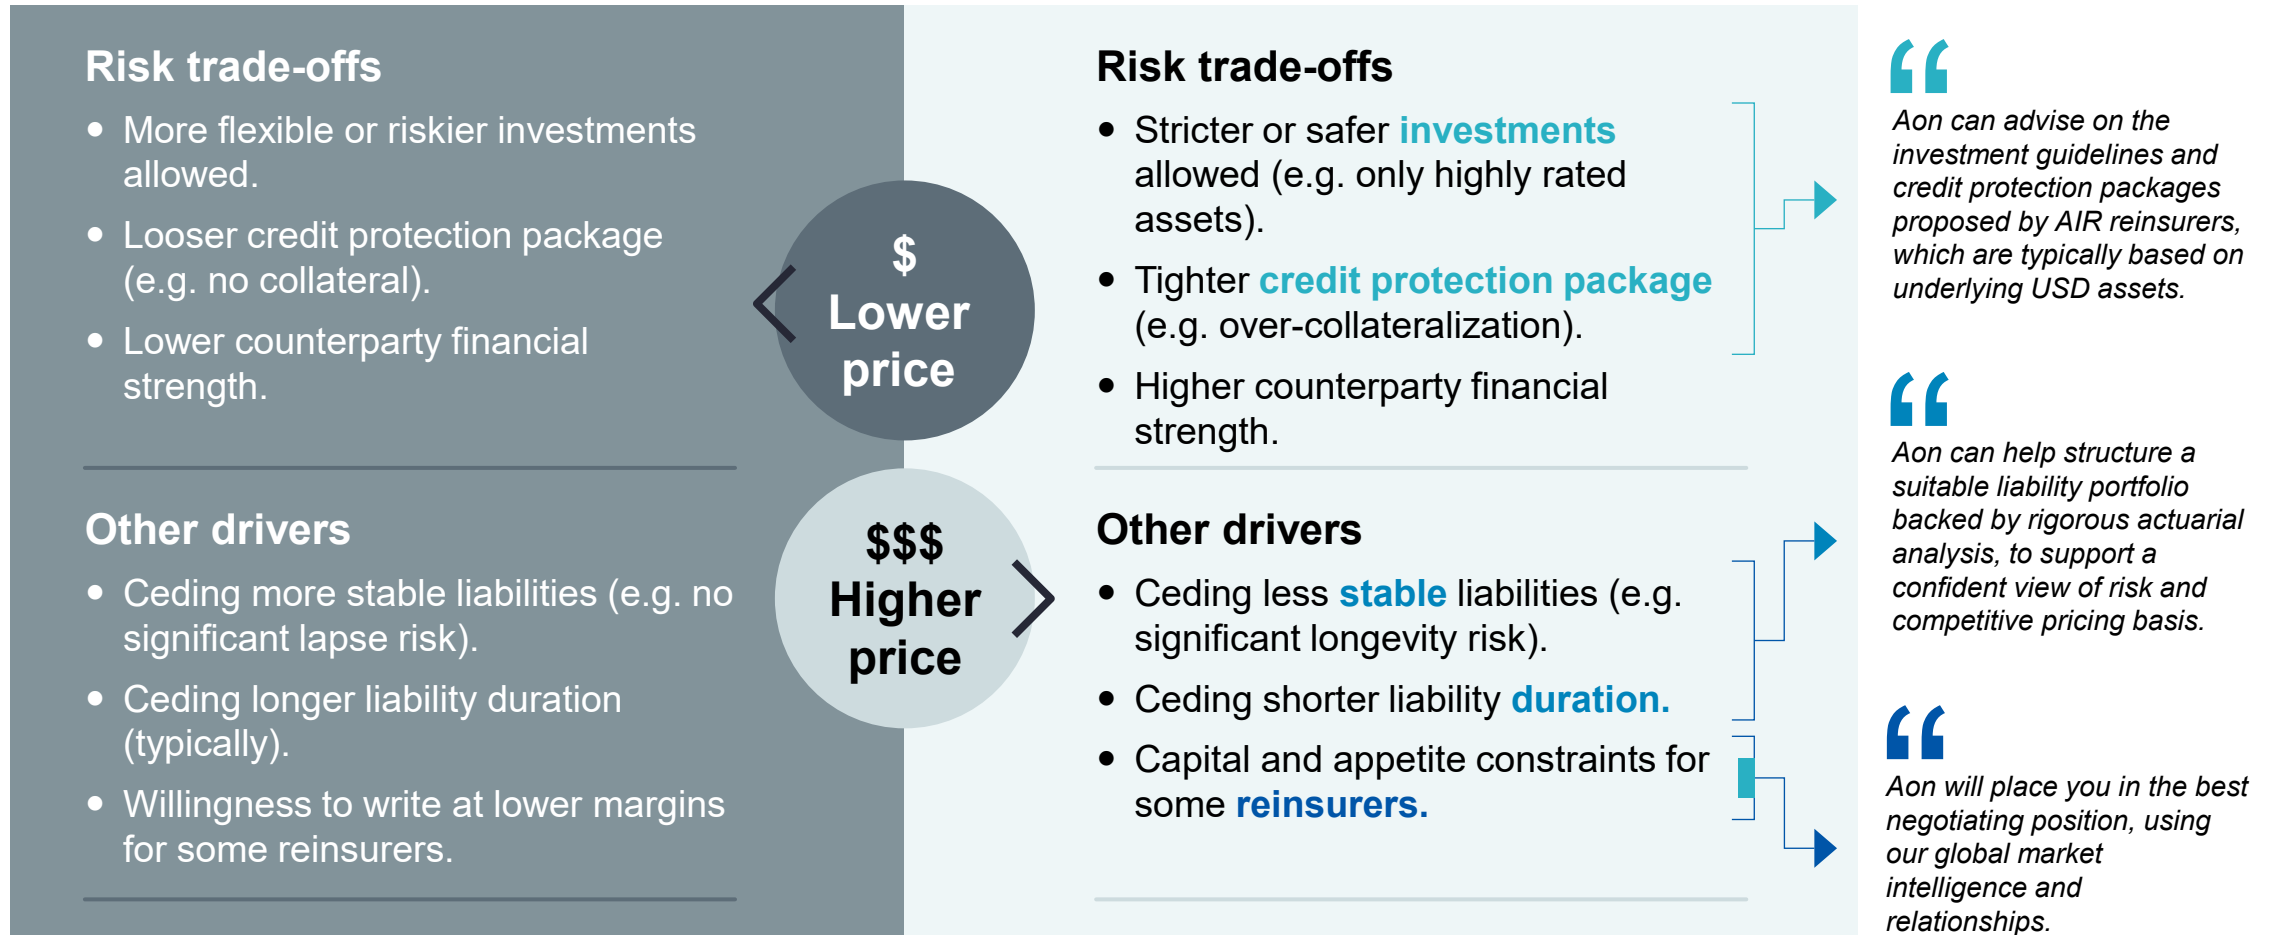 Risk trade-offs
• More flexible or riskier investments
allowed.
• Looser credit protection package
(e.g. no collateral).
• Lower counterparty financial
strength.
Other drivers
• Ceding more stable liabilities (e.g. no
significant lapse risk).
• Ceding longer liability duration
(typically).
• Willingness to write at lower margins
for some reinsurers.
$
Lower
price
$$$
Higher
price
Risk trade-offs
• Stricter or safer investments
allowed (e.g. only highly rated
assets).
• Tighter credit protection package
(e.g. over-collateralization).
• Higher counterparty financial
strength.
Other drivers
• Ceding less stable liabilities (e.g.
significant longevity risk).
• Ceding shorter liability duration.
• Capital and appetite constraints for
some reinsurers.
“
Aon can advise on the
investment guidelines and
credit protection packages
proposed by AIR reinsurers,
which are typically based on
underlying USD assets.
“
Aon can help structure a
suitable liability portfolio
backed by rigorous actuarial
analysis, to support a
confident view of risk and
competitive pricing basis.
“
Aon will place you in the best
negotiating position, using
our global market
intelligence and
relationships.